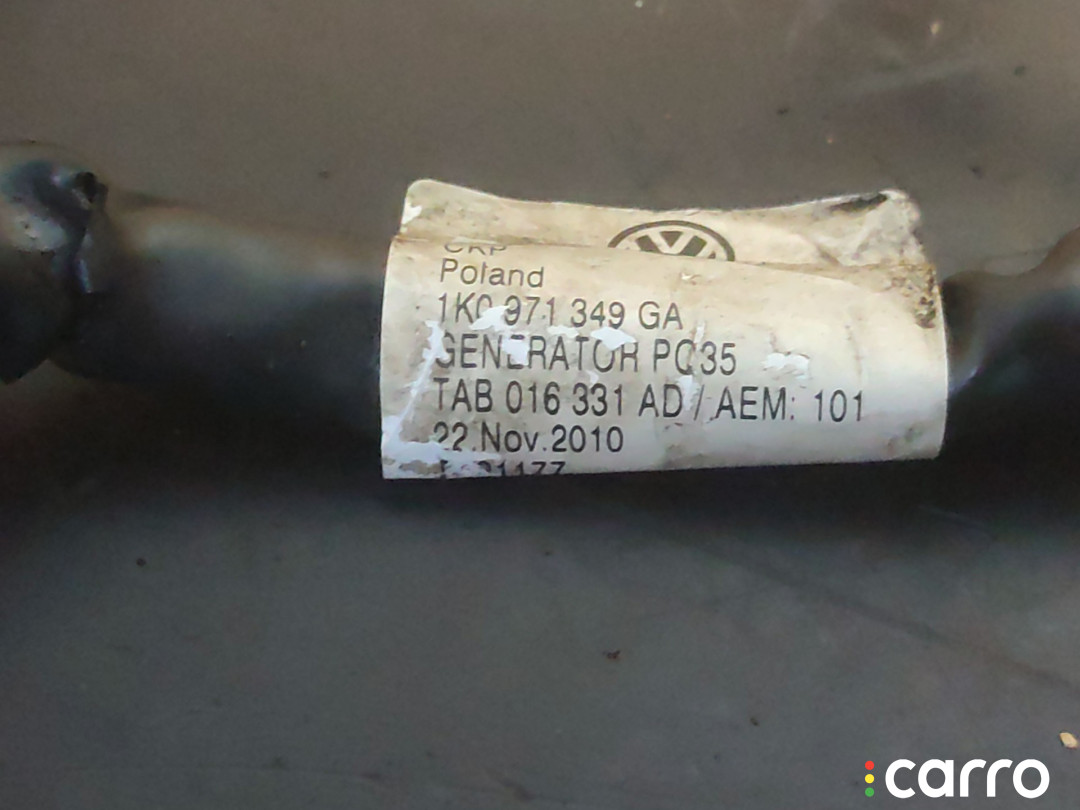 Poland
1K0 971 349 GA
GENERATOR PQ35
TAB 016 331 AD / AEM: 101
22.Nov.2010
carro